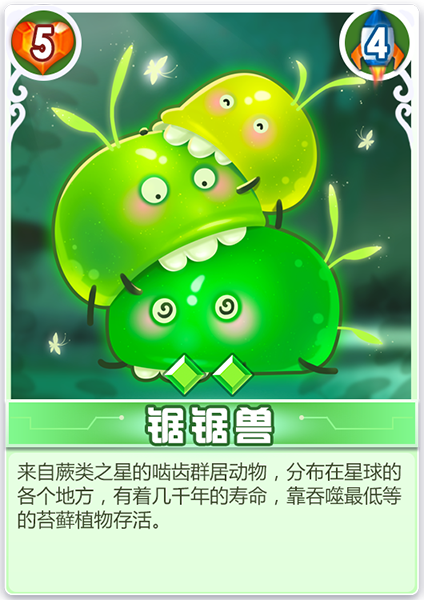 5
4
锯锯兽
来自蕨类之星的啮齿群居动物，分布在星球的
各个地方，有着几千年的寿命，靠吞噬最低等
的苔藓植物存活。